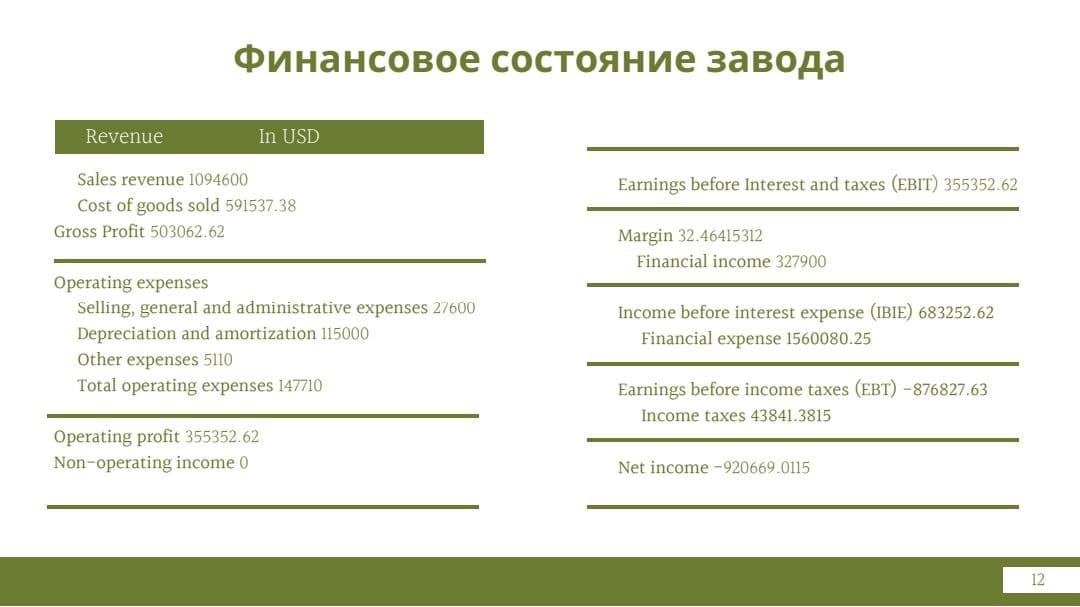 Финансовое состояние завода
Revenue In USD
Sales revenue 1094600
Cost of goods sold 591537.38
Gross Profit 503062.62
Operating expenses
Selling, general and administrative expenses 27600
Depreciation and amortization 115000
Other expenses 5110
Total operating expenses 147710
Operating profit 355352.62
Non-operating income 0
Earnings before Interest and taxes (EBIT) 355352.62
Margin 32.46415312
Financial income 327900
Income before interest expense (IBIE) 683252.62
Financial expense 1560080.25
Earnings before income taxes (EBT) -876827.63
Income taxes 43841.3815
Net income -920669.0115
12